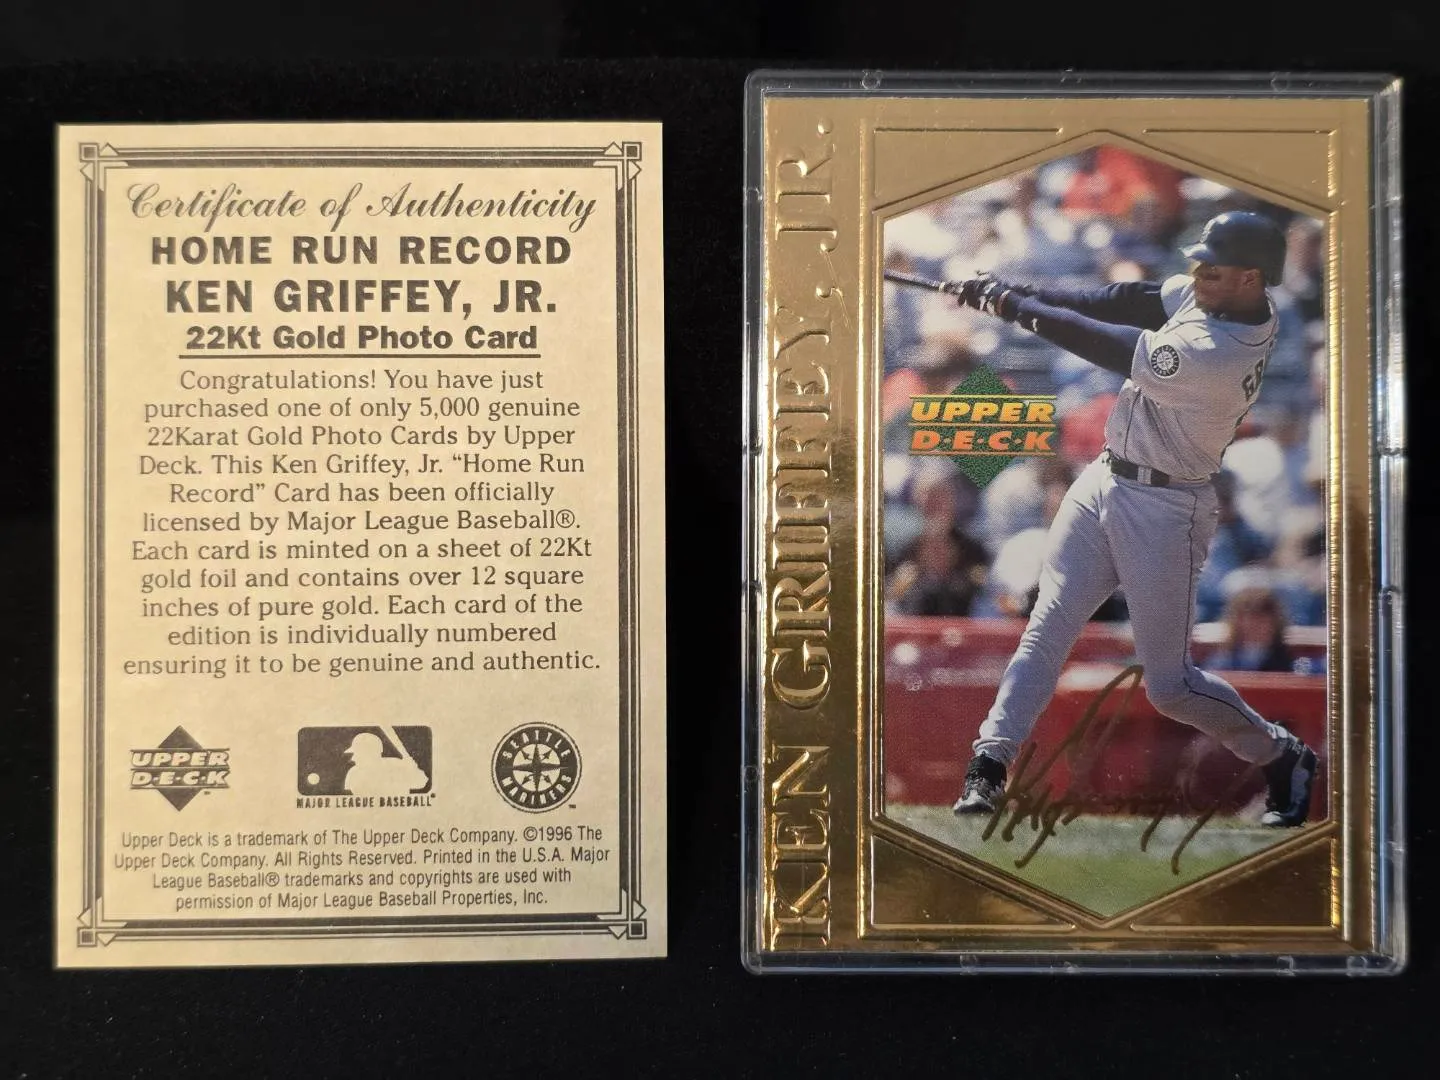 Certificate of Authenticity
HOME RUN RECORD
KEN GRIFFEY, JR.
22Kt Gold Photo Card
Congratulations! You have just
purchased one of only 5,000 genuine
22Karat Gold Photo Cards by Upper
Deck. This Ken Griffey, Jr. “Home Run
Record” Card has been officially
licensed by Major League Baseball®.
Each card is minted on a sheet of 22Kt
gold foil and contains over 12 square
inches of pure gold. Each card of the
edition is individually numbered
ensuring it to be genuine and authentic.
UPPER
D·E·C·K
MAJOR LEAGUE BASEBALL®
SEATTLE
MARINERS
™
Upper Deck is a trademark of The Upper Deck Company. ©1996 The
Upper Deck Company. All Rights Reserved. Printed in the U.S.A. Major
League Baseball® trademarks and copyrights are used with
permission of Major League Baseball Properties, Inc.
KEN GRIFFEY, JR.
UPPER
D·E·C·K